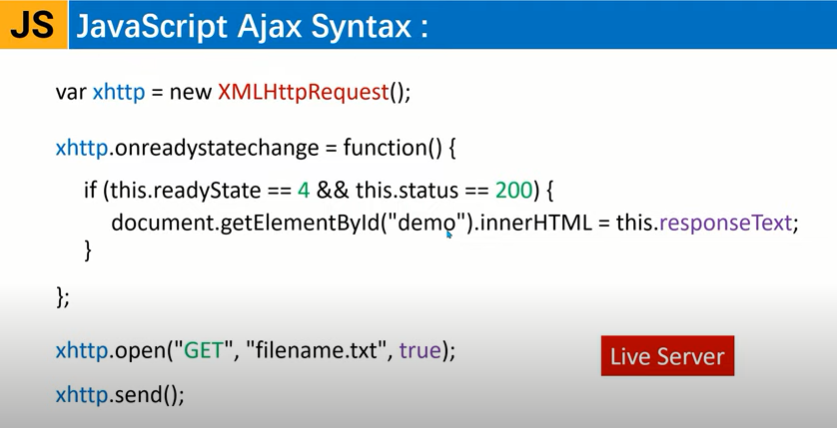 JS JavaScript Ajax Syntax :
var xhttp = new XMLHttpRequest();
xhttp.onreadystatechange = function() {
if (this.readyState == 4 && this.status == 200) {
document.getElementById("demo").innerHTML = this.responseText;
}
};
xhttp.open("GET", "filename.txt", true);
Live Server
xhttp.send();